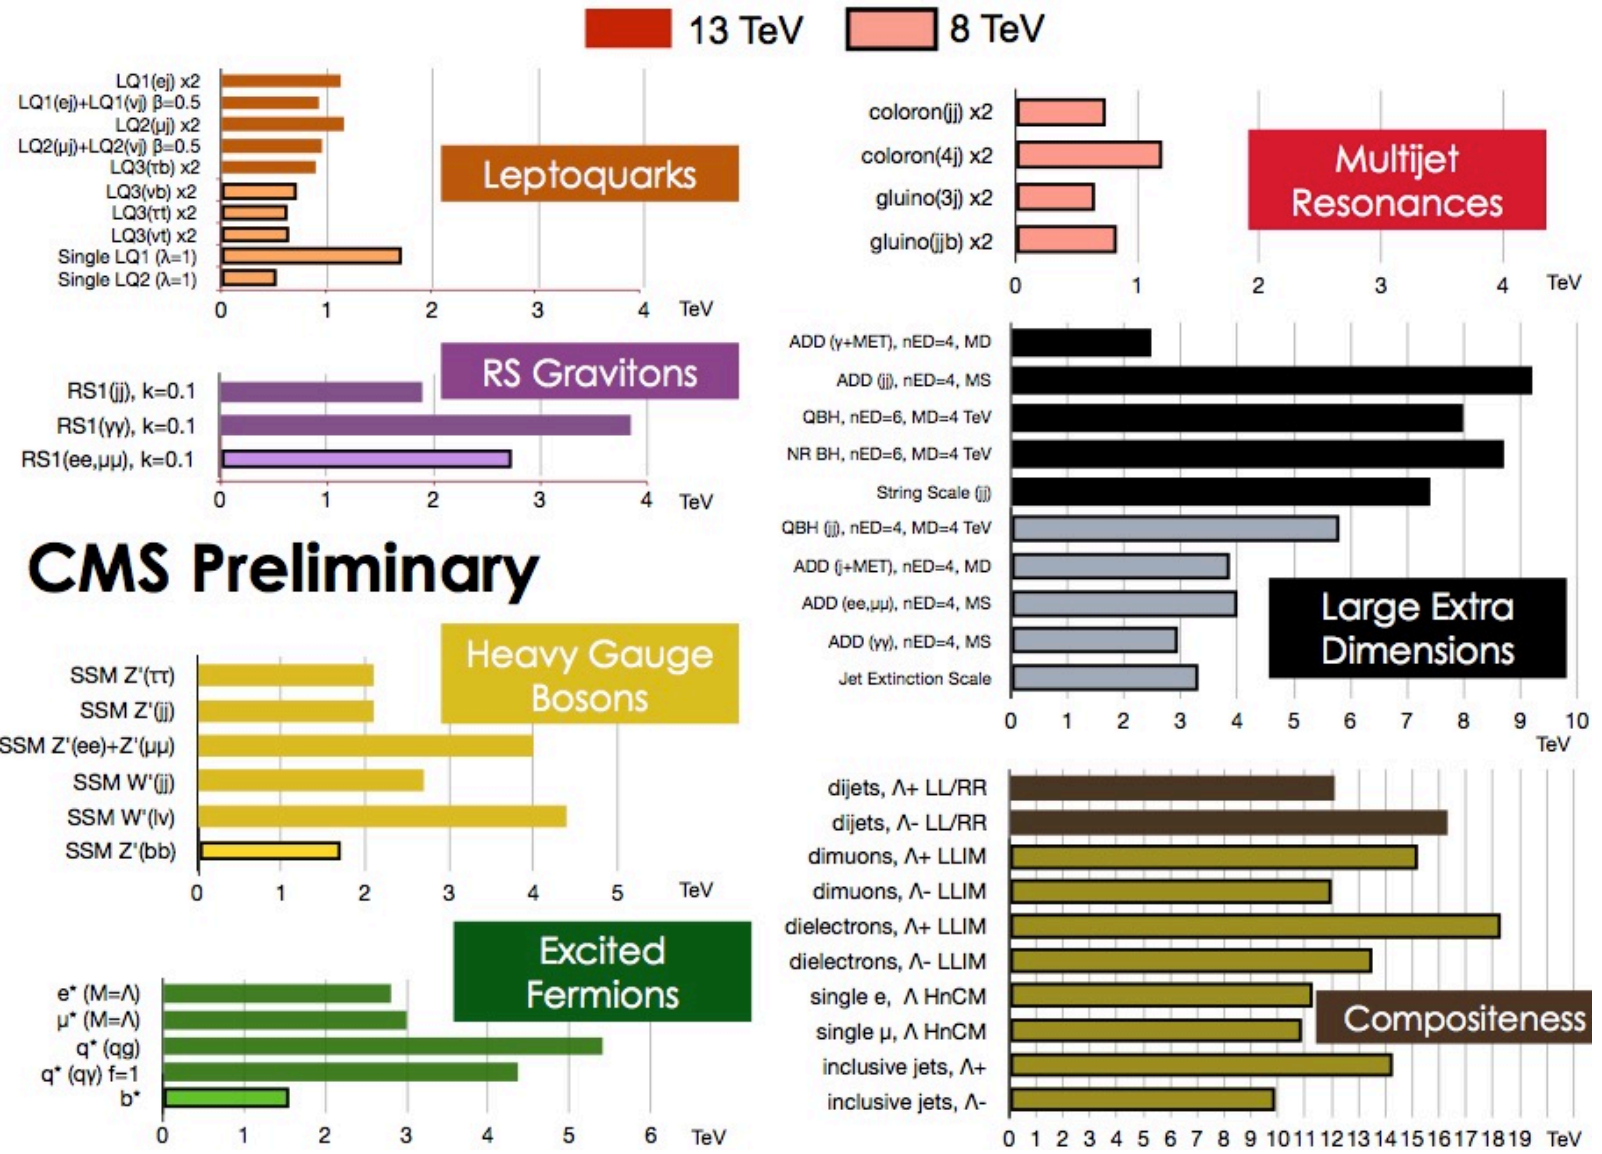 13 TeV 8 TeV
LQ1(ej) x2
LQ1(ej)+LQ1(νj) β=0.5
LQ2(μj) x2
LQ2(μj)+LQ2(νj) β=0.5
LQ3(τb) x2
LQ3(νb) x2
LQ3(ττ) x2
LQ3(ντ) x2
Single LQ1 (λ=1)
Single LQ2 (λ=1)
0 1 2 3 4 TeV
Leptoquarks
RS Gravitons
RS1(jj), k=0.1
RS1(γγ), k=0.1
RS1(ee,μμ), k=0.1
0 1 2 3 4 TeV
CMS Preliminary
Heavy Gauge
Bosons
SSM Z'(ττ)
SSM Z'(jj)
SSM Z'(ee)+Z'(μμ)
SSM W'(jj)
SSM W'(lν)
SSM Z'(bb)
0 1 2 3 4 5 TeV
Excited
Fermions
e* (M=Λ)
μ* (M=Λ)
q* (qg)
q* (qγ) f=1
b*
0 1 2 3 4 5 6 TeV
coloron(jj) x2
coloron(4j) x2
gluino(3j) x2
gluino(jjb) x2
0 1 2 3 4 TeV
Multijet
Resonances
ADD (γ+MET), nED=4, MD
ADD (jj), nED=4, MS
QBH, nED=6, MD=4 TeV
NR BH, nED=6, MD=4 TeV
String Scale (jj)
QBH (jj), nED=4, MD=4 TeV
ADD (j+MET), nED=4, MD
ADD (ee,μμ), nED=4, MS
ADD (γγ), nED=4, MS
Jet Extinction Scale
0 1 2 3 4 5 6 7 8 9 10
TeV
Large Extra
Dimensions
dijets, Λ+ LL/RR
dijets, Λ- LL/RR
dimuons, Λ+ LLIM
dimuons, Λ- LLIM
dielectrons, Λ+ LLIM
dielectrons, Λ- LLIM
single e, Λ HnCM
single μ, Λ HnCM
inclusive jets, Λ+
inclusive jets, Λ-
0 1 2 3 4 5 6 7 8 9 10 11 12 13 14 15 16 17 18 19 TeV
Compositeness